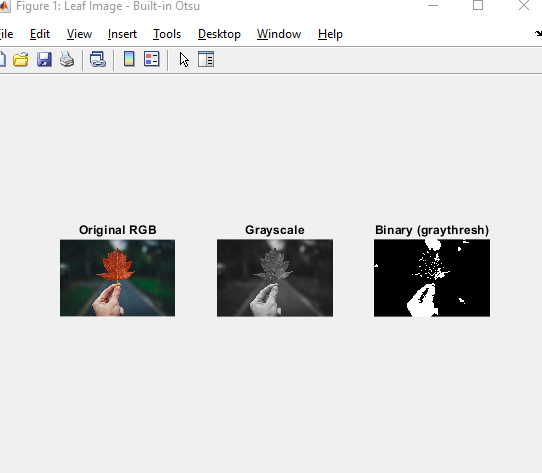 Figure 1: Leaf Image - Built-in Otsu
ile Edit View Insert Tools Desktop Window Help
Original RGB Grayscale Binary (graythresh)